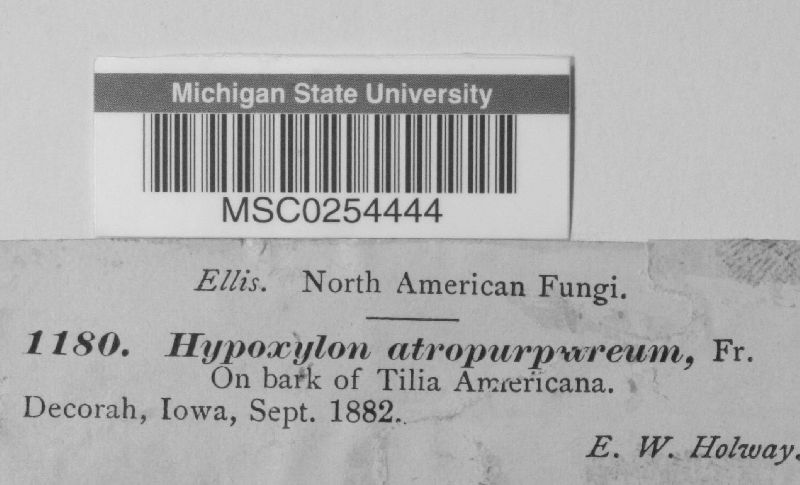 Michigan State University
MSC0254444
Ellis. North American Fungi.
1180. Hypoxylon atropurpureum, Fr.
On bark of Tilia Americana.
Decorah, Iowa, Sept. 1882.
E. W. Holway.